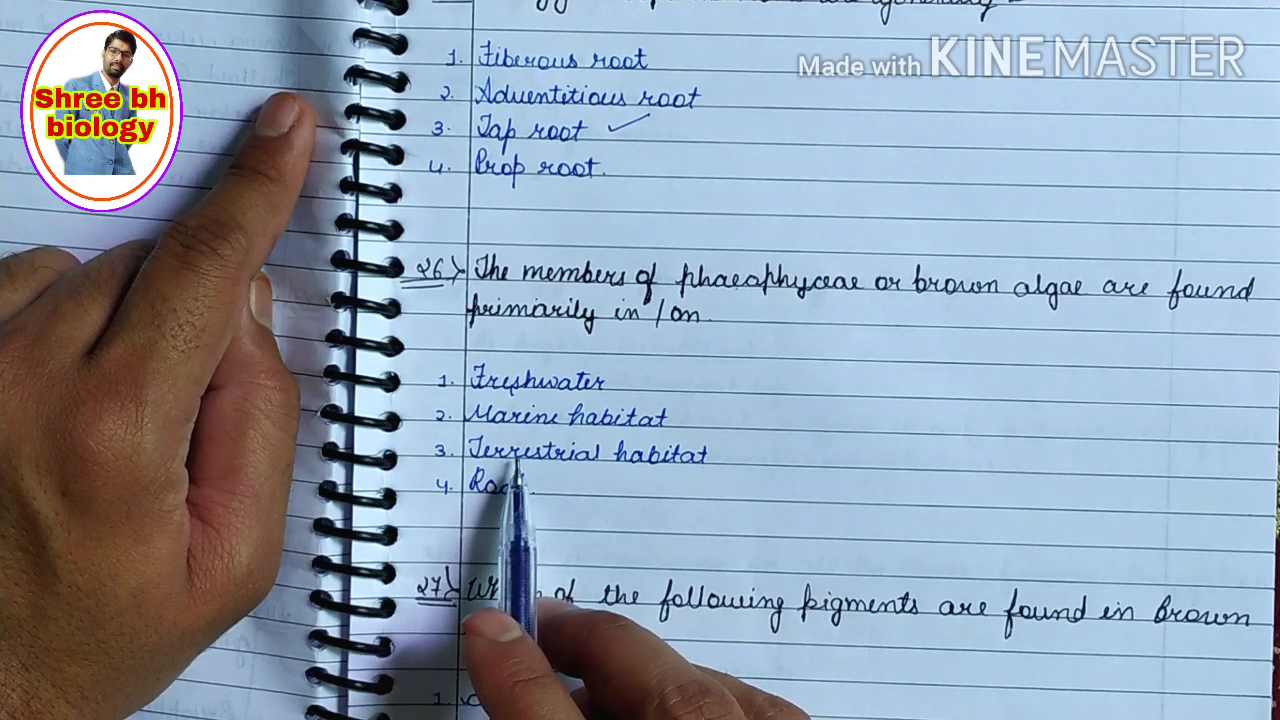 Shree bh
biology
Made with KINEMASTER
1. Fiberous root
2. Adventitious root
3. Tap root ✓
4. Prop root.
26) The members of phaeophyceae or brown algae are found
primarily in / on.
1. Freshwater
2. Marine habitat
3. Terrestrial habitat
4.
27) of the following pigments are found in brown
1.